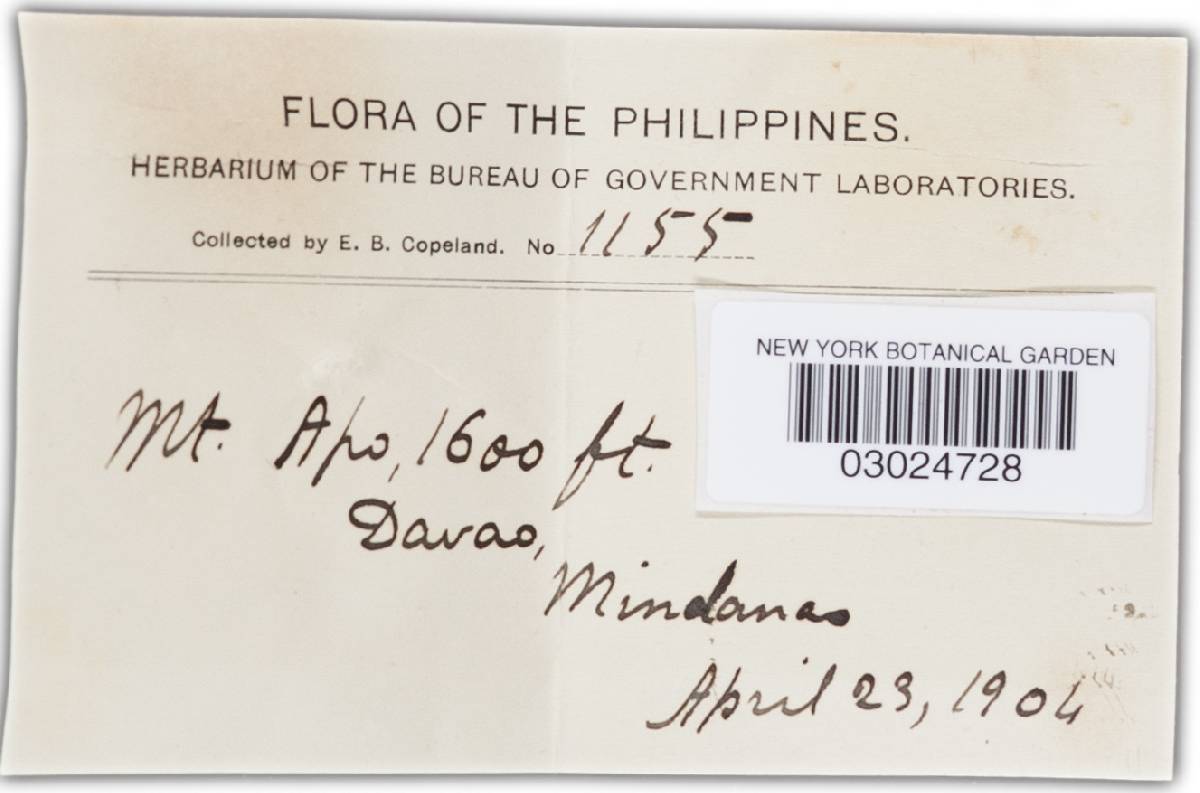 FLORA OF THE PHILIPPINES.
HERBARIUM OF THE BUREAU OF GOVERNMENT LABORATORIES.
Collected by E. B. Copeland. No 1155
NEW YORK BOTANICAL GARDEN
03024728
Mt. Apo, 1600 ft.
Davao,
Mindanao
April 23, 1904